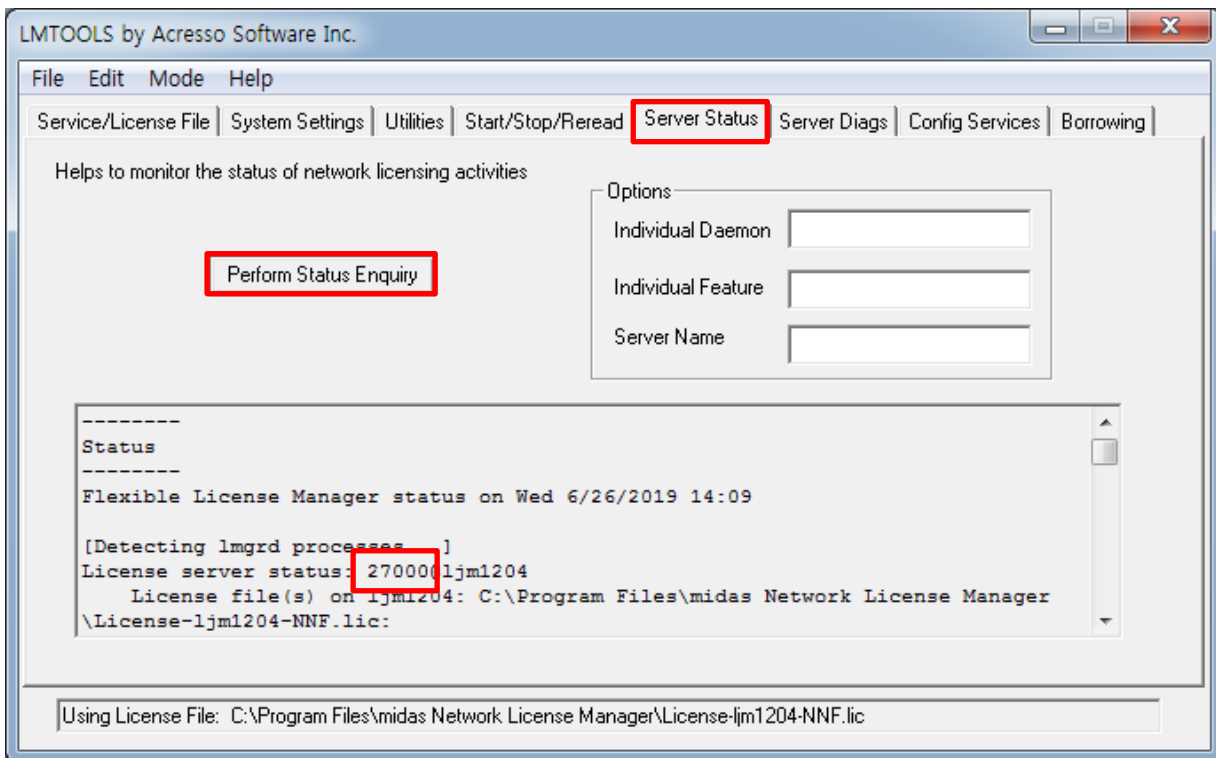 LMTOOLS by Acresso Software Inc.
File Edit Mode Help
Service/License File System Settings Utilities Start/Stop/Reread Server Status Server Diags Config Services Borrowing
Helps to monitor the status of network licensing activities
Options
Individual Daemon
Perform Status Enquiry
Individual Feature
Server Name
--------
Status
--------
Flexible License Manager status on Wed 6/26/2019 14:09
[Detecting lmgrd processes...]
License server status: 27000@ljm1204
License file(s) on ljm1204: C:\Program Files\midas Network License Manager
\License-ljm1204-NNF.lic:
Using License File: C:\Program Files\midas Network License Manager\License-ljm1204-NNF.lic